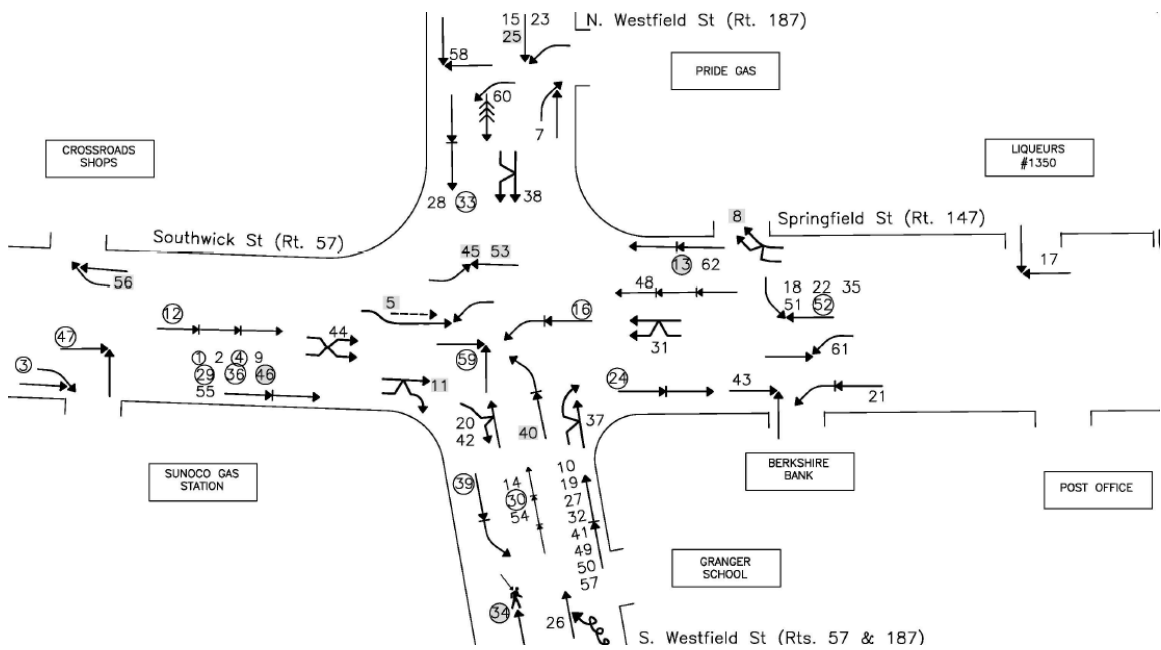 15 23
N. Westfield St (Rt. 187)
25
58
PRIDE GAS
60
7
CROSSROADS
SHOPS
LIQUEURS
#1350
28 33
38
8
Springfield St (Rt. 147)
Southwick St (Rt. 57)
45 53
13 62
17
56
48
18 22 35
51 52
5
12
16
44
31
61
47
59
3
1 2 4 9
29 36 46
55
11
24
43
21
20
42
40
37
SUNOCO GAS
STATION
BERKSHIRE
BANK
POST OFFICE
39
14
30
54
10
19
27
32
41
49
50
57
GRANGER
SCHOOL
34
26
S. Westfield St (Rts. 57 & 187)